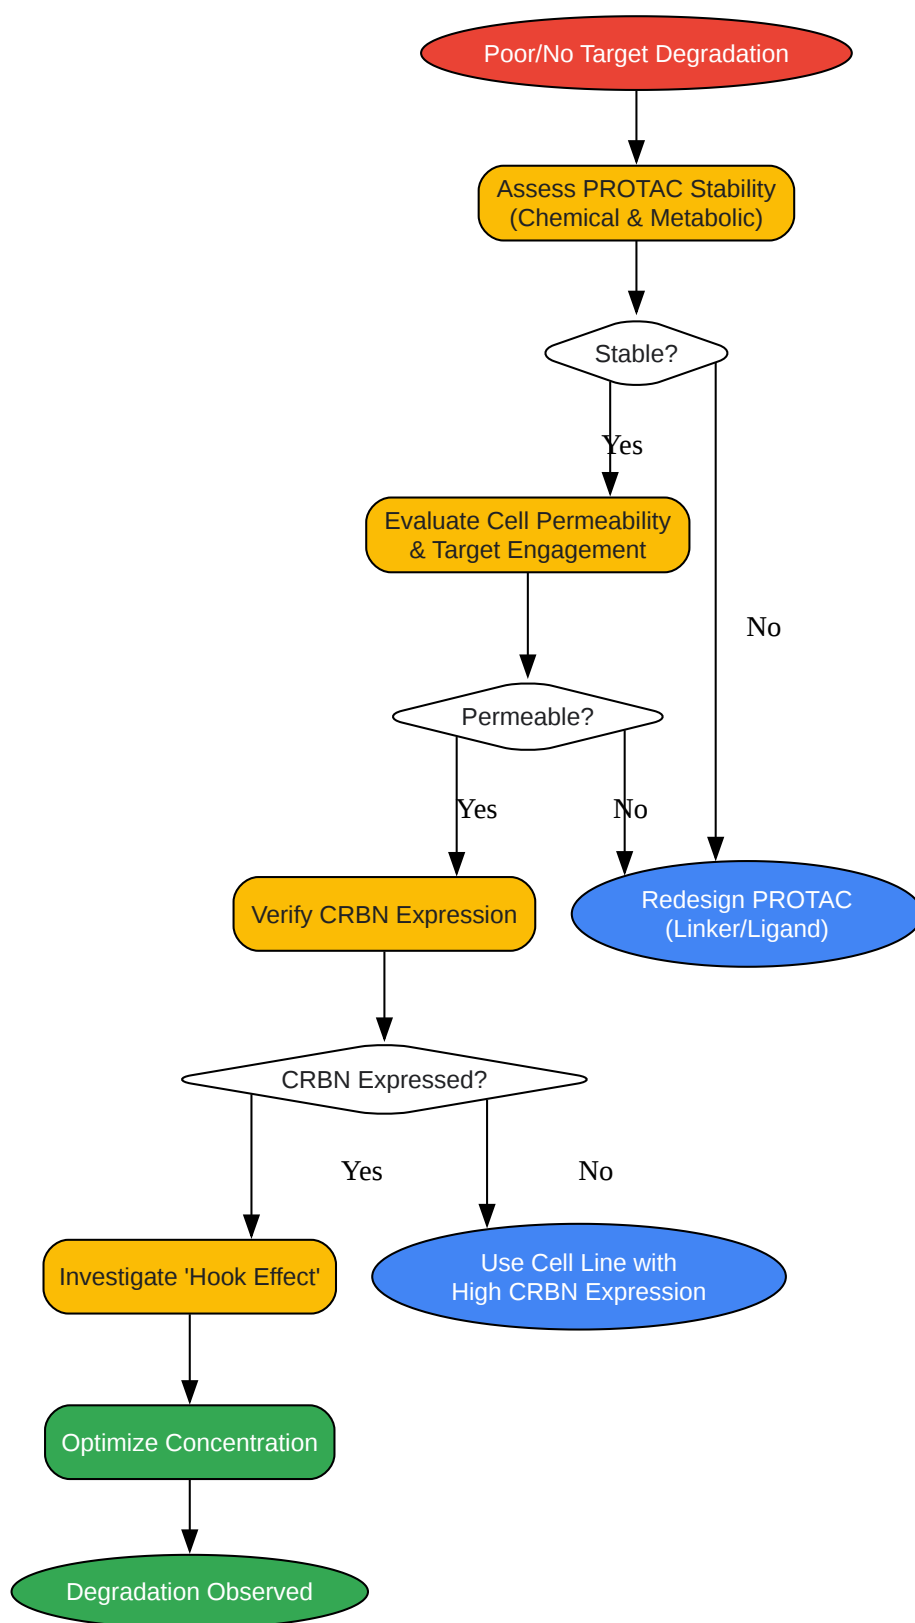 Poor/No Target Degradation
Assess PROTAC Stability
(Chemical & Metabolic)
Stable?
Yes
Evaluate Cell Permeability
& Target Engagement
No
Permeable?
Yes
No
Verify CRBN Expression
Redesign PROTAC
(Linker/Ligand)
CRBN Expressed?
Yes
No
Investigate 'Hook Effect'
Use Cell Line with
High CRBN Expression
Optimize Concentration
Degradation Observed